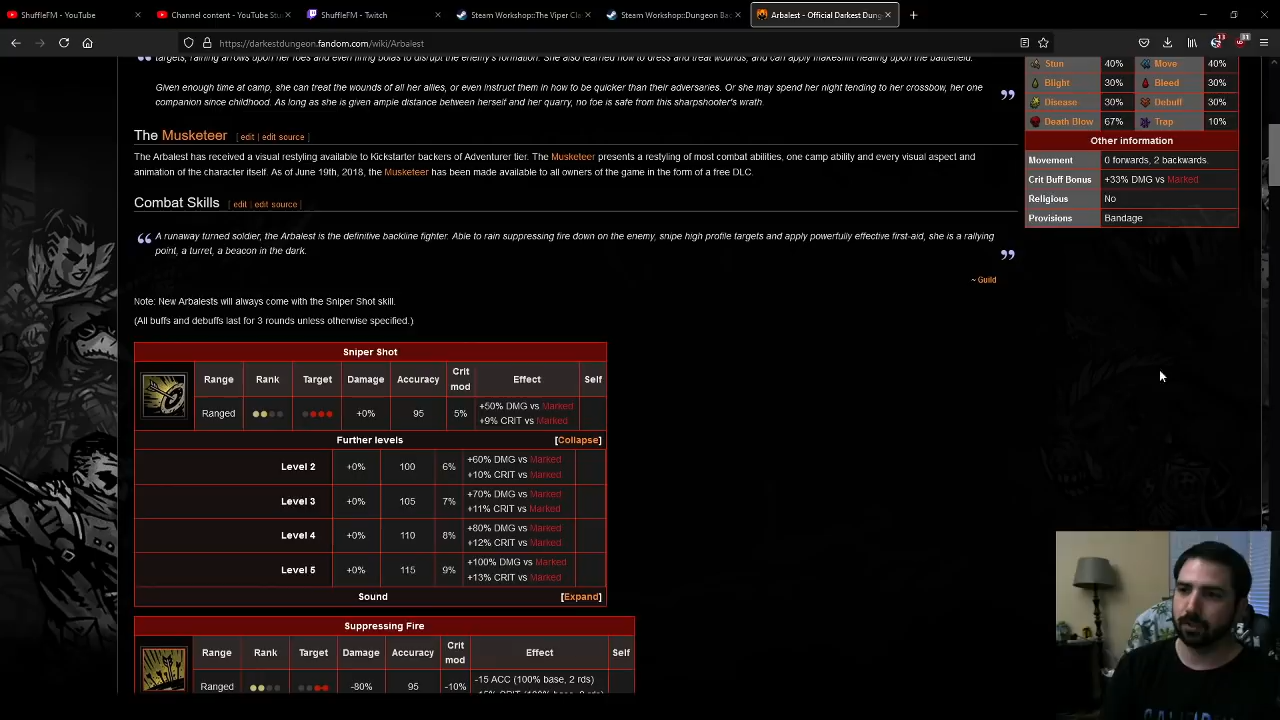 ShuffleFM - YouTube
Channel content - YouTube Stu
ShuffleFM - Twitch
Steam Workshop::The Viper Cla
Steam Workshop::Dungeon Bac
Arbalest - Official Darkest Dung
https://darkestdungeon.fandom.com/wiki/Arbalest
13
31
targets, raining arrows upon her foes and even firing bolas to disrupt the enemy's formation. She also learned how to dress and treat wounds, and can apply makeshift healing upon the battlefield.
Given enough time at camp, she can treat the wounds of all her allies, or even instruct them in how to be quicker than their adversaries. Or she may spend her night tending to her crossbow, her one
companion since childhood. As long as she is given ample distance between herself and her quarry, no foe is safe from this sharpshooter's wrath.
The Musketeer [ edit | edit source ]
The Arbalest has received a visual restyling available to Kickstarter backers of Adventurer tier. The Musketeer presents a restyling of most combat abilities, one camp ability and every visual aspect and
animation of the character itself. As of June 19th, 2018, the Musketeer has been made available to all owners of the game in the form of a free DLC.
Combat Skills [ edit | edit source ]
“ A runaway turned soldier, the Arbalest is the definitive backline fighter. Able to rain suppressing fire down on the enemy, snipe high profile targets and apply powerfully effective first-aid, she is a rallying
point, a turret, a beacon in the dark. ”
~ Guild
Note: New Arbalests will always come with the Sniper Shot skill.
(All buffs and debuffs last for 3 rounds unless otherwise specified.)
Sniper Shot
Range Rank Target Damage Accuracy Crit mod Effect Self
Ranged +0% 95 5% +50% DMG vs Marked
+9% CRIT vs Marked
Further levels [Collapse]
Level 2 +0% 100 6% +60% DMG vs Marked
+10% CRIT vs Marked
Level 3 +0% 105 7% +70% DMG vs Marked
+11% CRIT vs Marked
Level 4 +0% 110 8% +80% DMG vs Marked
+12% CRIT vs Marked
Level 5 +0% 115 9% +100% DMG vs Marked
+13% CRIT vs Marked
Sound [Expand]
Suppressing Fire
Range Rank Target Damage Accuracy Crit mod Effect Self
Ranged -80% 95 -10% -15 ACC (100% base, 2 rds)
Stun 40% Move 40%
Blight 30% Bleed 30%
Disease 30% Debuff 30%
Death Blow 67% Trap 10%
Other information
Movement 0 forwards, 2 backwards.
Crit Buff Bonus +33% DMG vs Marked
Religious No
Provisions Bandage